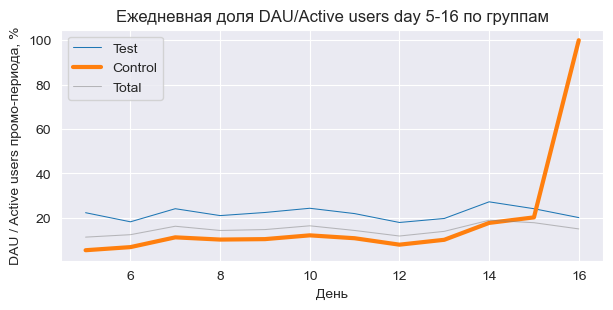 Ежедневная доля DAU/Active users day 5-16 по группам
DAU / Active users промо-периода, %
100
80
60
40
20
Test
Control
Total
6 8 10 12 14 16
День